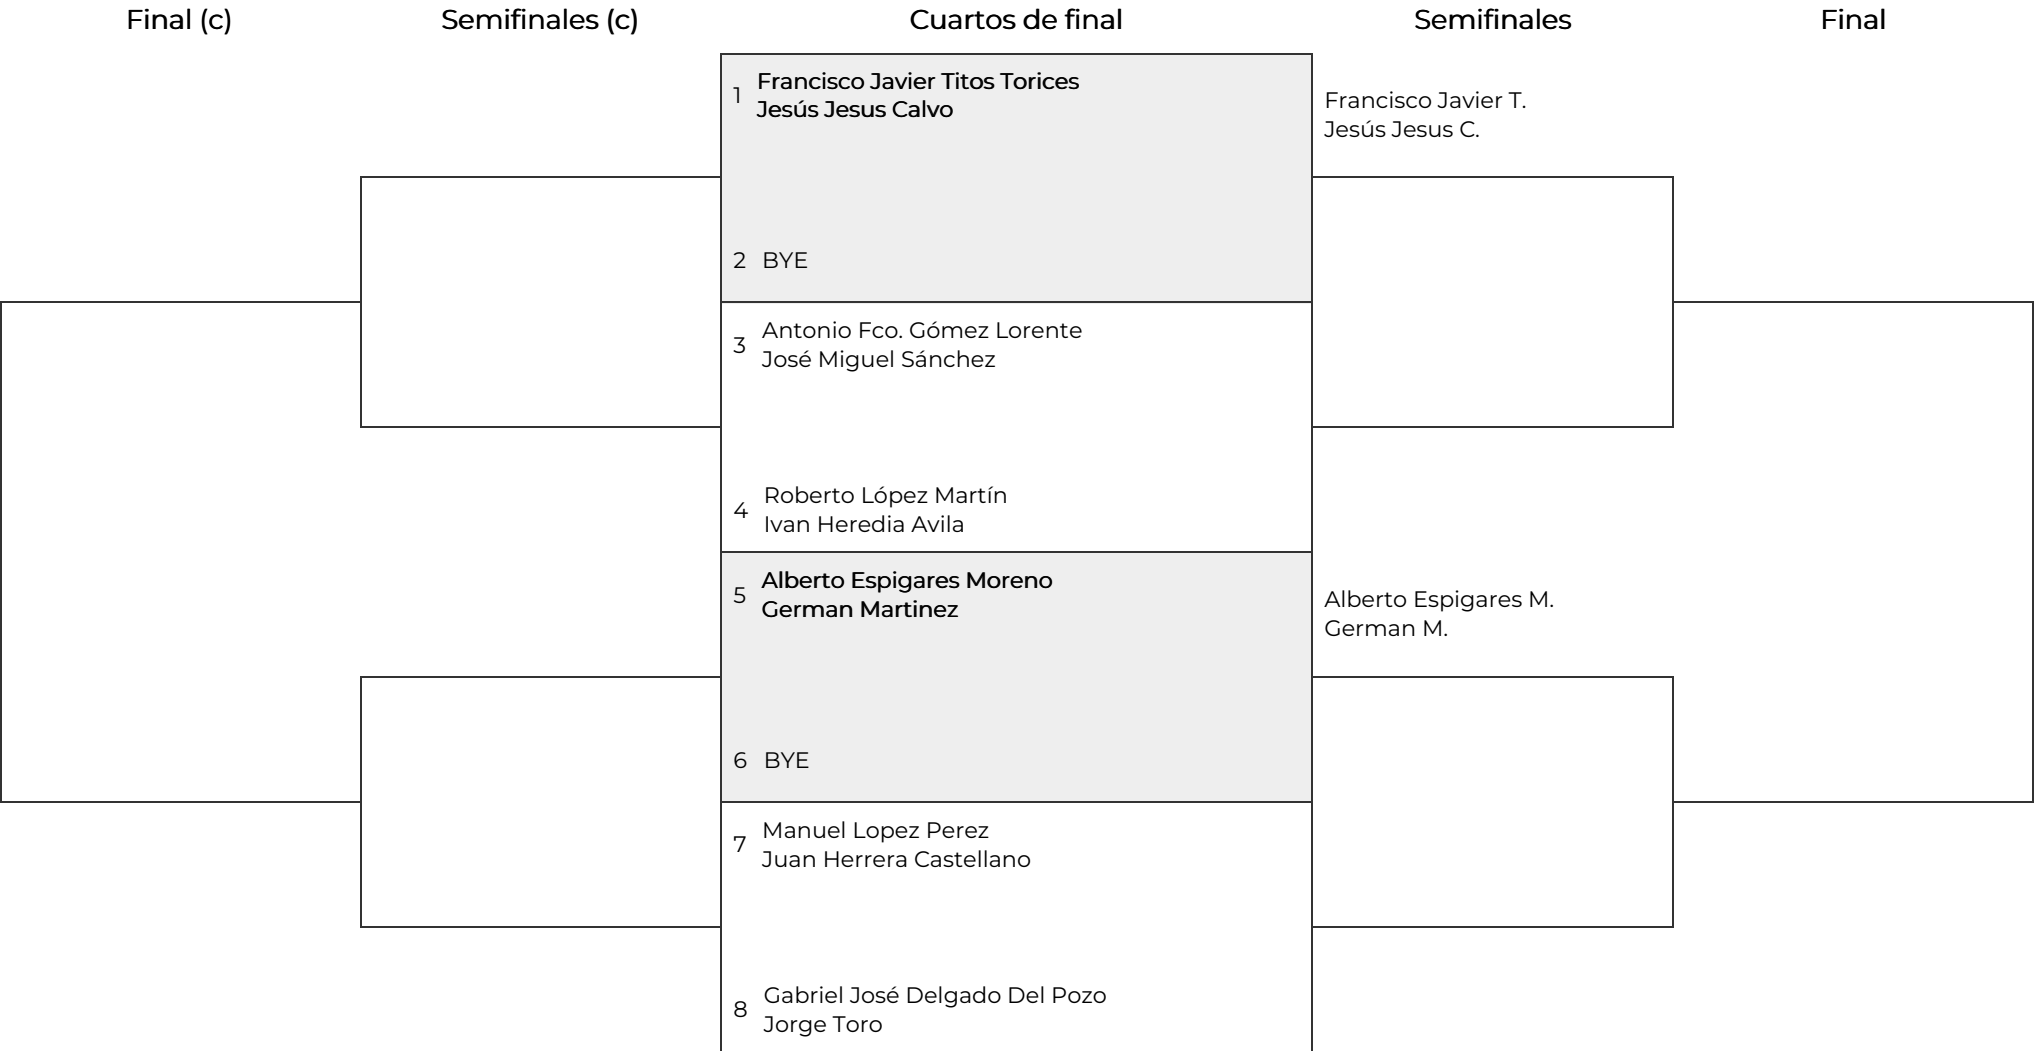 Final (c)
Semifinales (c)
Cuartos de final
Semifinales
Final
1
Francisco Javier Titos Torices
Jesús Jesus Calvo
Francisco Javier T.
Jesús Jesus C.
2 BYE
3
Antonio Fco. Gómez Lorente
José Miguel Sánchez
4
Roberto López Martín
Ivan Heredia Avila
5
Alberto Espigares Moreno
German Martinez
Alberto Espigares M.
German M.
6 BYE
7
Manuel Lopez Perez
Juan Herrera Castellano
8
Gabriel José Delgado Del Pozo
Jorge Toro